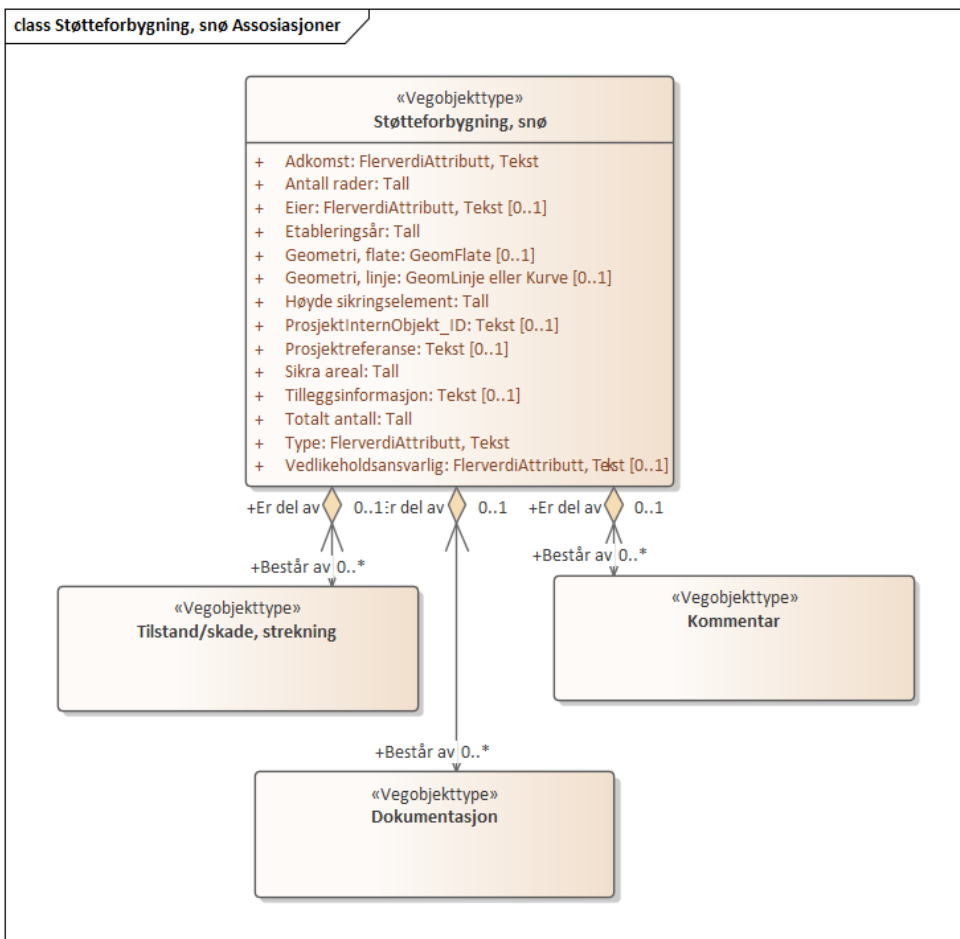 class Støtteforbygning, snø Assosiasjoner
«Vegobjekttype»
Støtteforbygning, snø
+ Adkomst: FlerverdiAttributt, Tekst
+ Antall rader: Tall
+ Eier: FlerverdiAttributt, Tekst [0..1]
+ Etableringsår: Tall
+ Geometri, flate: GeomFlate [0..1]
+ Geometri, linje: GeomLinje eller Kurve [0..1]
+ Høyde sikringselement: Tall
+ ProsjektInternObjekt_ID: Tekst [0..1]
+ Prosjektreferanse: Tekst [0..1]
+ Sikra areal: Tall
+ Tilleggsinformasjon: Tekst [0..1]
+ Totalt antall: Tall
+ Type: FlerverdiAttributt, Tekst
+ Vedlikeholdsansvarlig: FlerverdiAttributt, Tekst [0..1]
+Er del av 0..1 Er del av 0..1 +Er del av 0..1
+Består av 0..*
+Består av 0..*
«Vegobjekttype»
Tilstand/skade, strekning
«Vegobjekttype»
Kommentar
+Består av 0..*
«Vegobjekttype»
Dokumentasjon